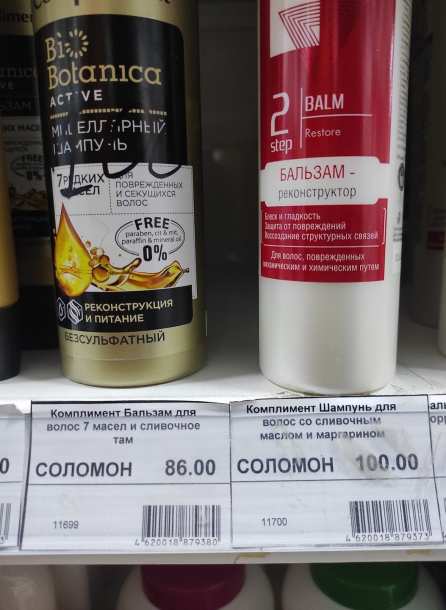 Bio
Botanica
ACTIVE
МИЦЕЛЛЯРНЫЙ
ШАМПУНЬ
7 РЕДКИХ
МАСЕЛ
ДЛЯ
ПОВРЕЖДЕННЫХ
И СЕКУЩИХСЯ
ВОЛОС
FREE
paraben, cit & mit,
paraffin & mineral oil
0%
РЕКОНСТРУКЦИЯ
И ПИТАНИЕ
БЕССУЛЬФАТНЫЙ
2
step
BALM
Restore
БАЛЬЗАМ -
реконструктор
Блеск и гладкость
Защита от повреждений
Воссоздание структурных связей
Для волос, поврежденных
механическим и химическим путем
Комплимент Бальзам для
волос 7 масел и сливочное
там
СОЛОМОН 86.00
11699
4620018879380
Комплимент Шампунь для
волос со сливочным
маслом и маргарином
СОЛОМОН 100.00
11700
4620018879373